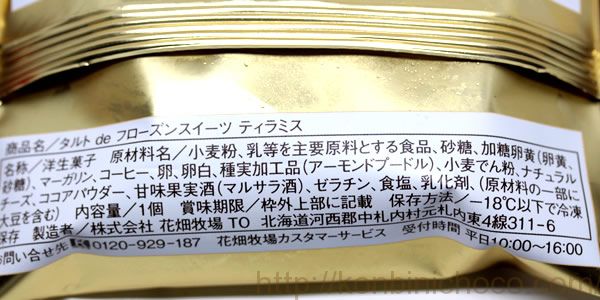 商品名/タルト de フローズンスイーツ ティラミス
名称/洋生菓子 原材料名/小麦粉、乳等を主要原料とする食品、砂糖、加糖卵黄(卵黄、
砂糖)、マーガリン、コーヒー、卵、卵白、種実加工品(アーモンドプードル)、小麦でん粉、ナチュラル
チーズ、ココアパウダー、甘味果実酒(マルサラ酒)、ゼラチン、食塩、乳化剤、(原材料の一部に
大豆を含む) 内容量/1個 賞味期限/枠外上部に記載 保存方法/−18℃以下で冷凍
保存 製造者/株式会社 花畑牧場TO 北海道河西郡中札内村元札内東4線311-6
お問い合せ先 0120-929-187 花畑牧場カスタマーサービス 受付時間 平日10:00〜16:00
http://konbinichoco.com/